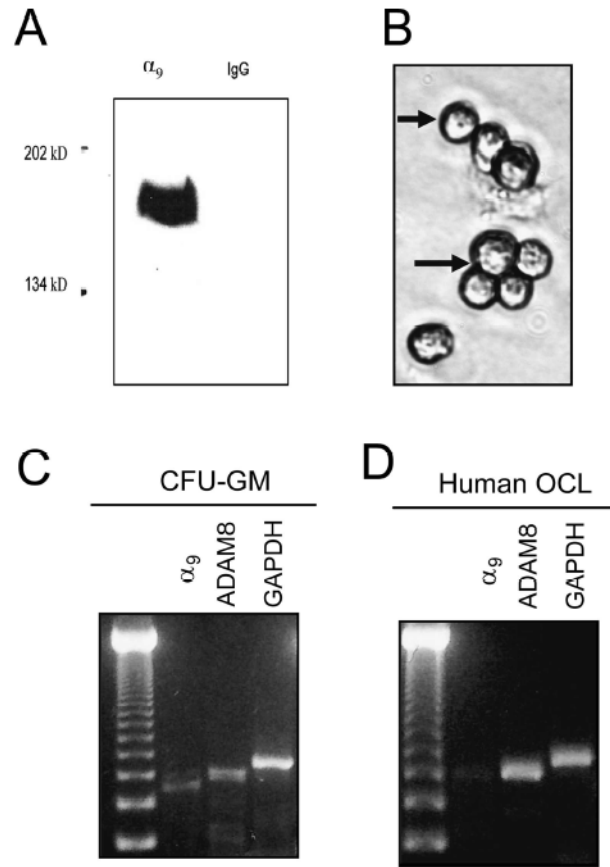 A
B
α₉ IgG
202 kD
134 kD
C
D
CFU-GM
Human OCL
α₉
ADAM8
GAPDH
α₉
ADAM8
GAPDH